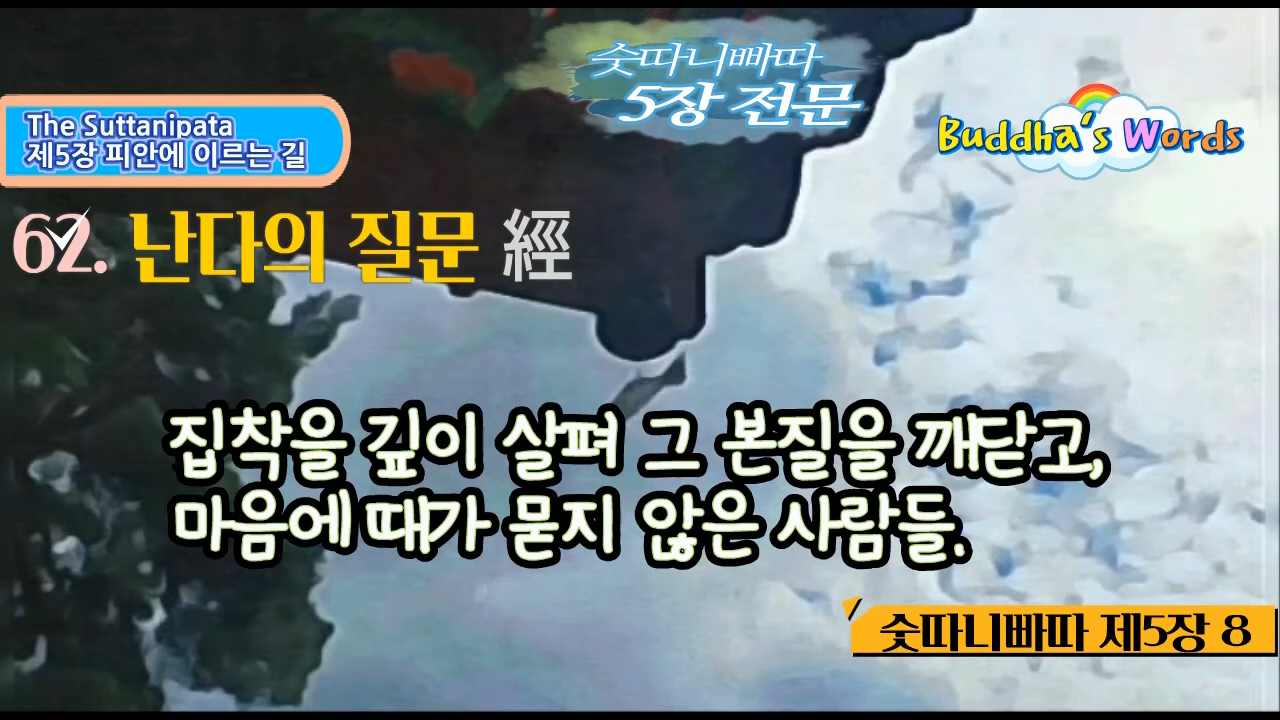 숫따니빠따
5장 전문
The Suttanipata
제5장 피안에 이르는 길
Buddha's Words
62. 난다의 질문 經
집착을 깊이 살펴 그 본질을 깨닫고,
마음에 때가 묻지 않은 사람들.
숫따니빠따 제5장 8